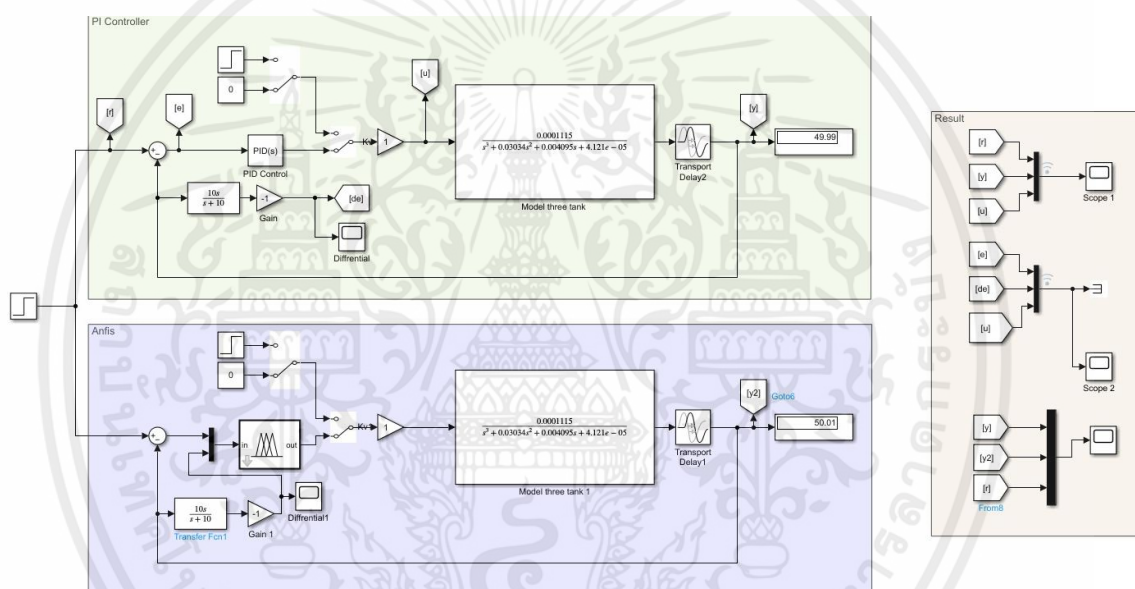 PI Controller
0
[r]
[e]
PID(s)
PID Control
Kv
1
[u]
0.0001115
s³ + 0.03034s² + 0.004095s + 4.121e − 05
Model three tank
Transport
Delay2
[y]
49.99
10s
s + 10
-1
Gain
[de]
Diffrential
Anfis
0
in
out
Kv
1
0.0001115
s³ + 0.03034s² + 0.004095s + 4.121e − 05
Model three tank 1
Transport
Delay1
[y2]
Goto6
50.01
10s
s + 10
Transfer Fcn1
-1
Gain 1
Diffrential1
Result
[r]
[y]
[u]
Scope 1
[e]
[de]
[u]
Scope 2
[y]
[y2]
[r]
From8